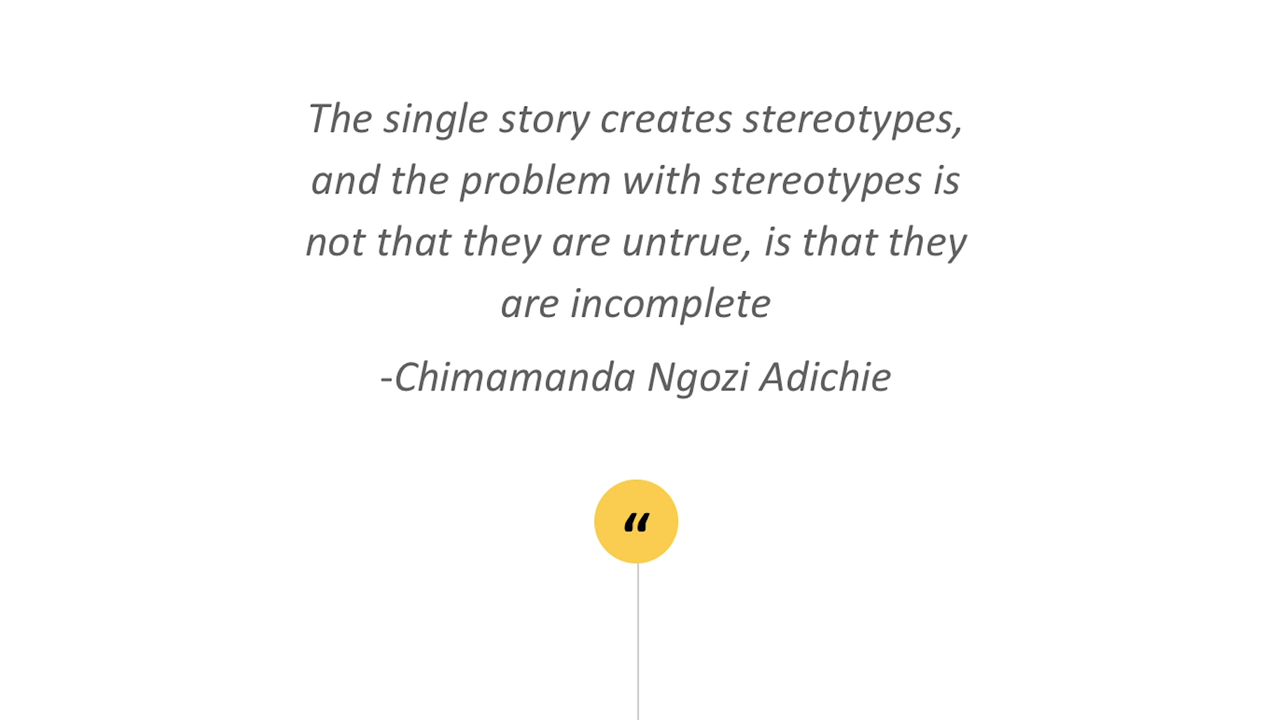 The single story creates stereotypes,
and the problem with stereotypes is
not that they are untrue, is that they
are incomplete
-Chimamanda Ngozi Adichie
“